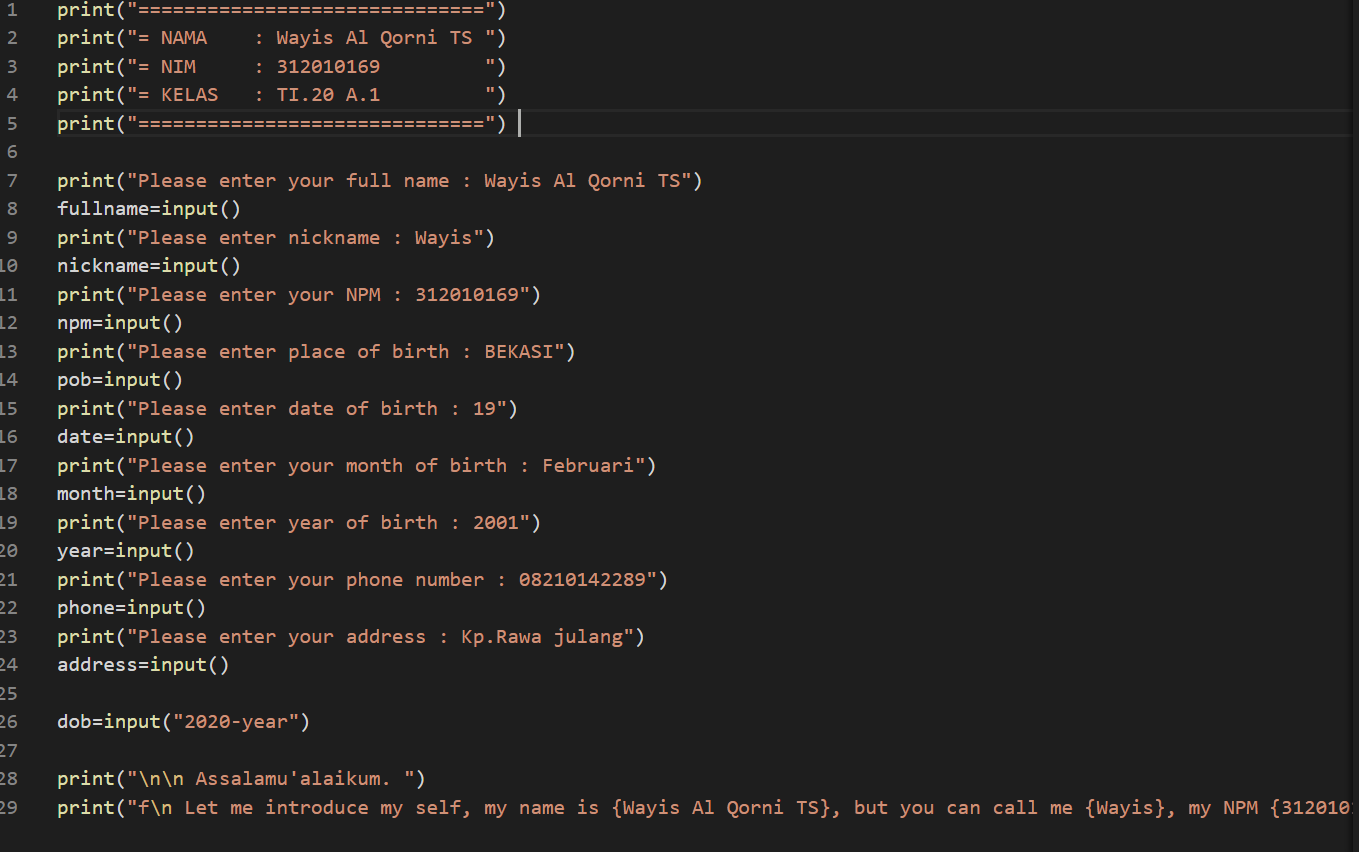 1 print("==============================")
2 print("= NAMA    : Wayis Al Qorni TS ")
3 print("= NIM     : 312010169         ")
4 print("= KELAS   : TI.20 A.1         ")
5 print("==============================")
6
7 print("Please enter your full name : Wayis Al Qorni TS")
8 fullname=input()
9 print("Please enter nickname : Wayis")
10 nickname=input()
11 print("Please enter your NPM : 312010169")
12 npm=input()
13 print("Please enter place of birth : BEKASI")
14 pob=input()
15 print("Please enter date of birth : 19")
16 date=input()
17 print("Please enter your month of birth : Februari")
18 month=input()
19 print("Please enter year of birth : 2001")
20 year=input()
21 print("Please enter your phone number : 08210142289")
22 phone=input()
23 print("Please enter your address : Kp.Rawa julang")
24 address=input()
25
26 dob=input("2020-year")
27
28 print("\n\n Assalamu'alaikum. ")
29 print("f\n Let me introduce my self, my name is {Wayis Al Qorni TS}, but you can call me {Wayis}, my NPM {312010